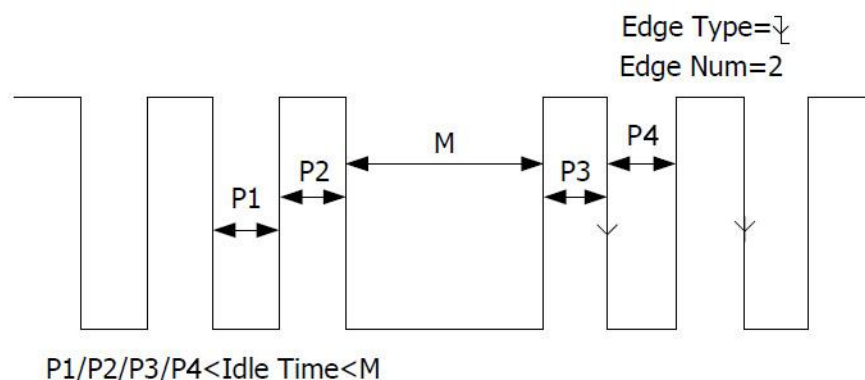 Edge Type=
Edge Num=2
P1
P2
M
P3
P4
P1/P2/P3/P4<Idle Time<M